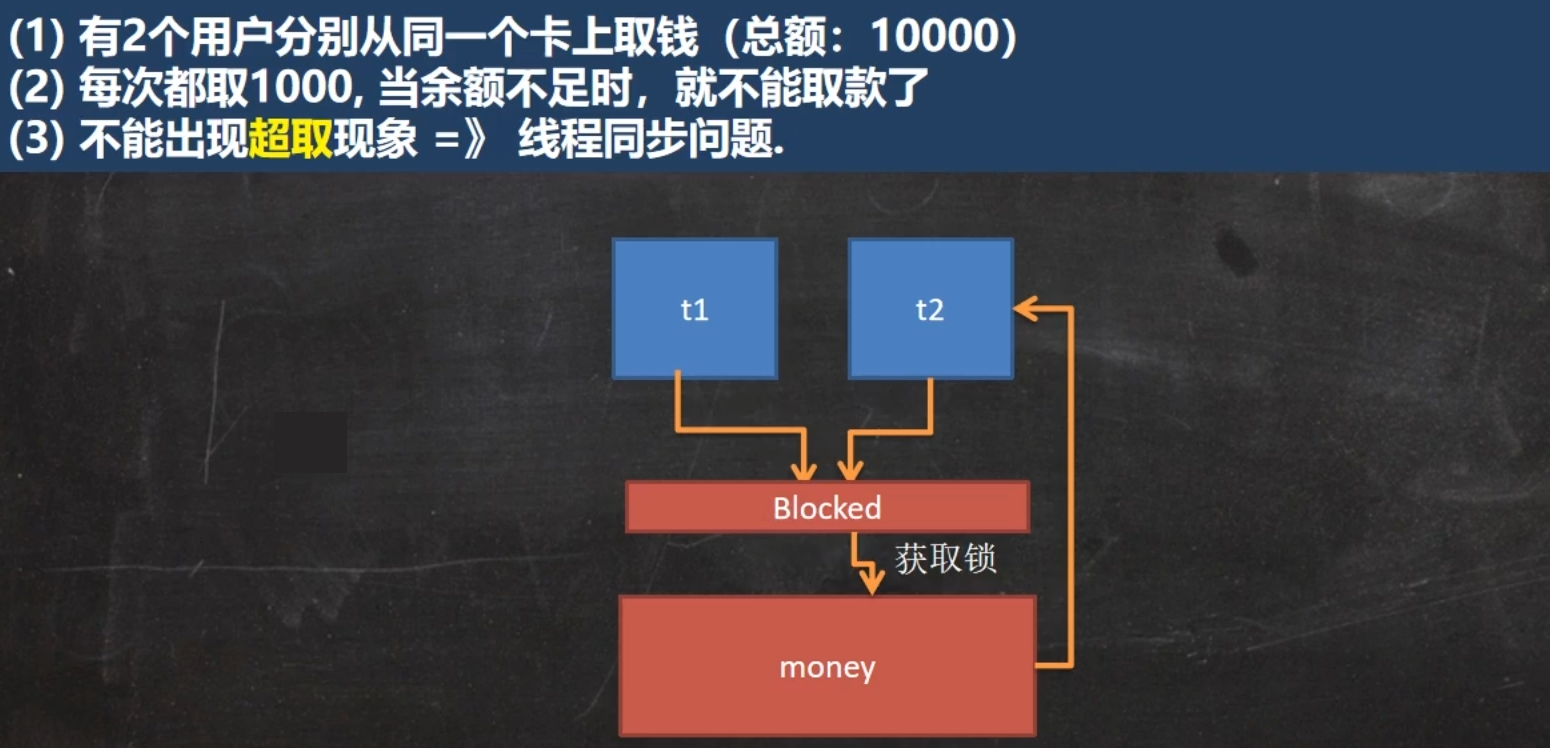 (1) 有2个用户分别从同一个卡上取钱（总额：10000）
(2) 每次都取1000, 当余额不足时，就不能取款了
(3) 不能出现超取现象 =》 线程同步问题.
t1
t2
Blocked
获取锁
money